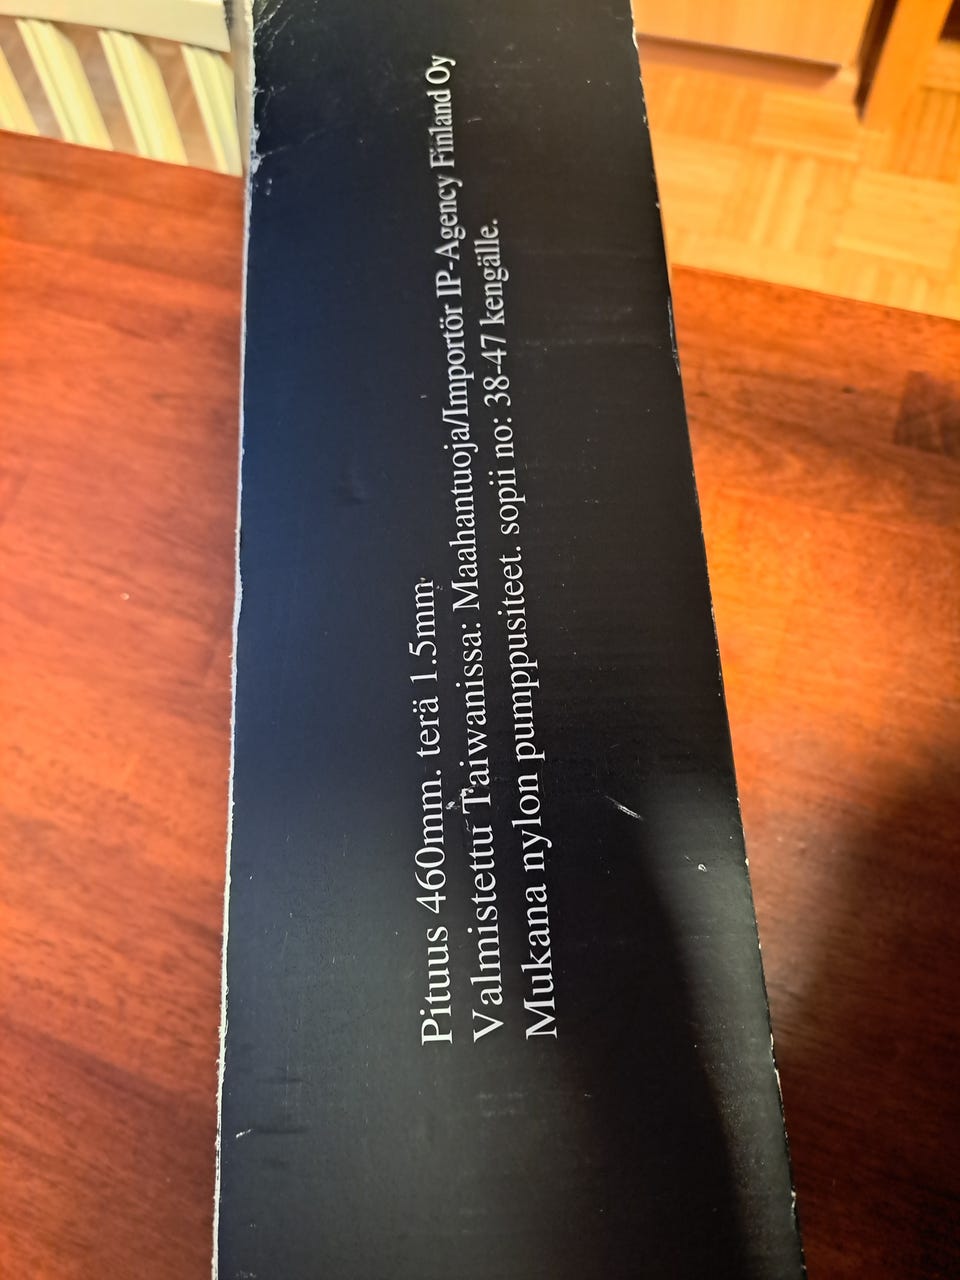 Pituus 460mm. terä 1.5mm
Valmistettu Taiwanissa: Maahantuoja/Importör IP-Agency Finland Oy
Mukana nylon pumppusiteet. sopii no: 38-47 kengälle.